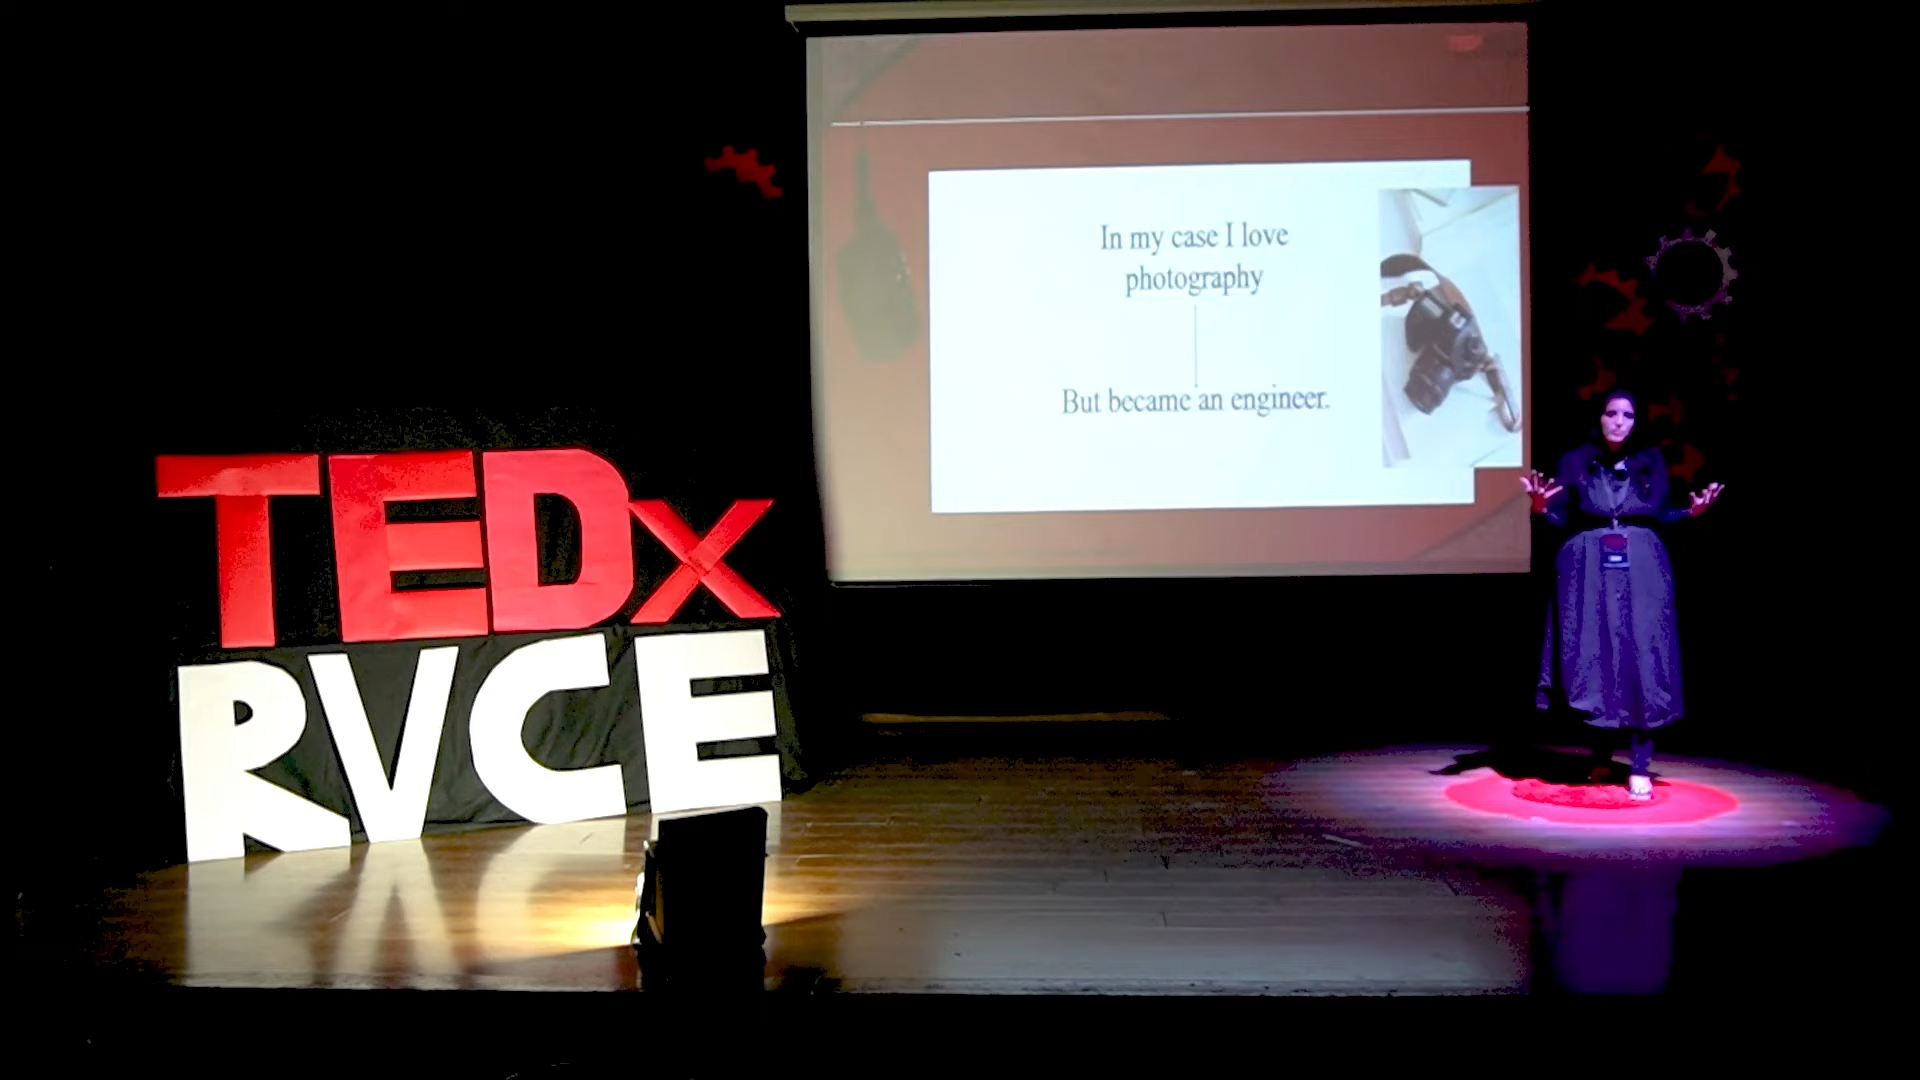 In my case I love
photography
But became an engineer.
TEDx
RVCE